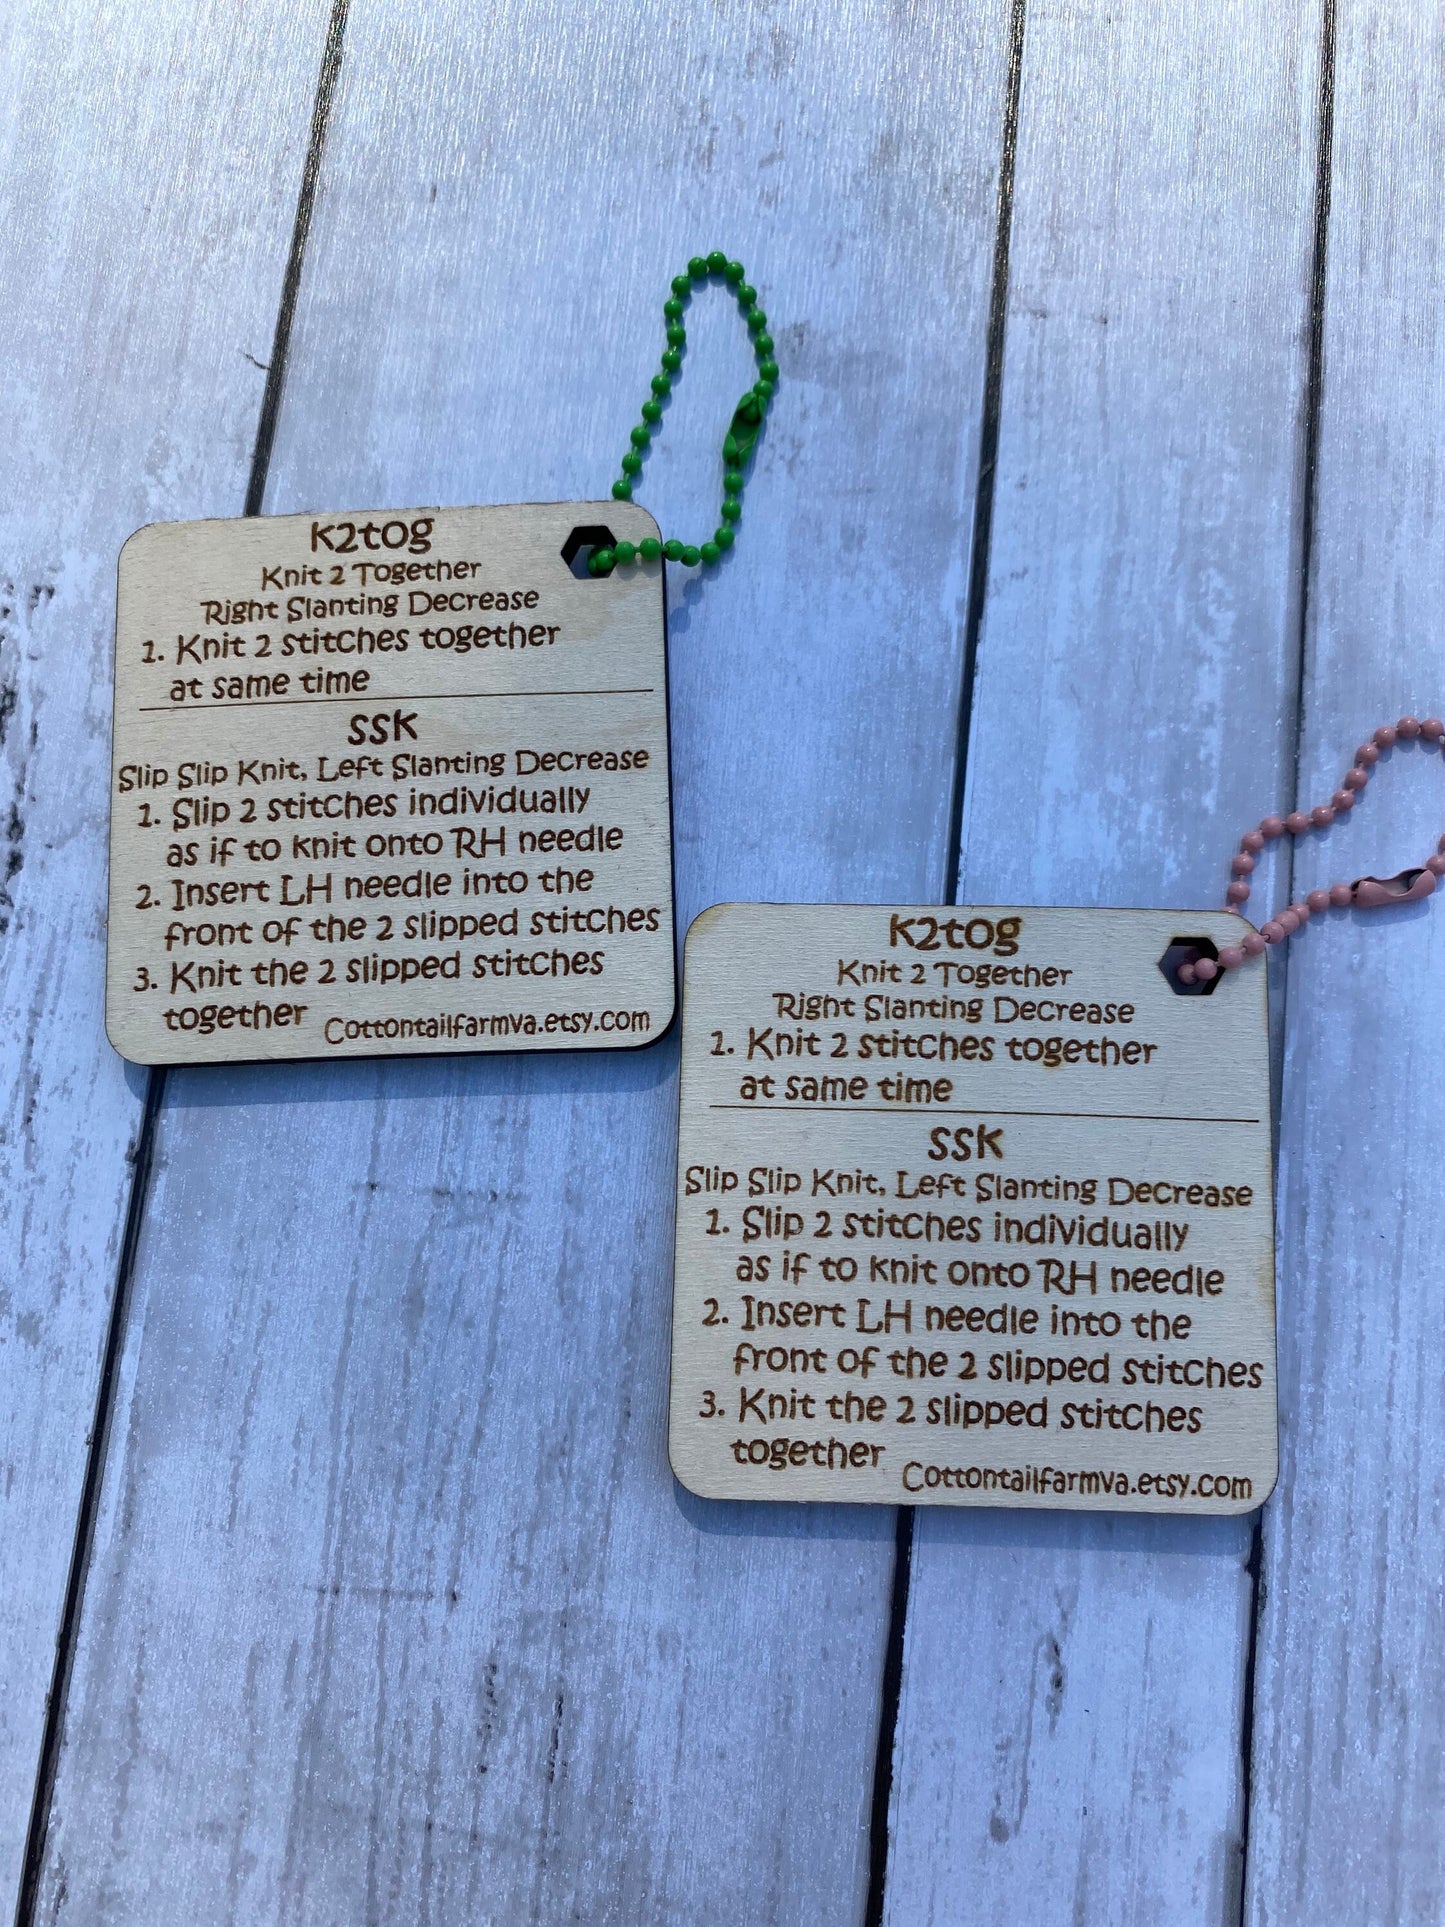 k2tog
Knit 2 Together
Right Slanting Decrease
1. Knit 2 stitches together
at same time
SSK
Slip Slip Knit, Left Slanting Decrease
1. Slip 2 stitches individually
as if to knit onto RH needle
2. Insert LH needle into the
front of the 2 slipped stitches
3. Knit the 2 slipped stitches
together
Cottontailfarmva.etsy.com
k2tog
Knit 2 Together
Right Slanting Decrease
1. Knit 2 stitches together
at same time
SSK
Slip Slip Knit, Left Slanting Decrease
1. Slip 2 stitches individually
as if to knit onto RH needle
2. Insert LH needle into the
front of the 2 slipped stitches
3. Knit the 2 slipped stitches
together
Cottontailfarmva.etsy.com